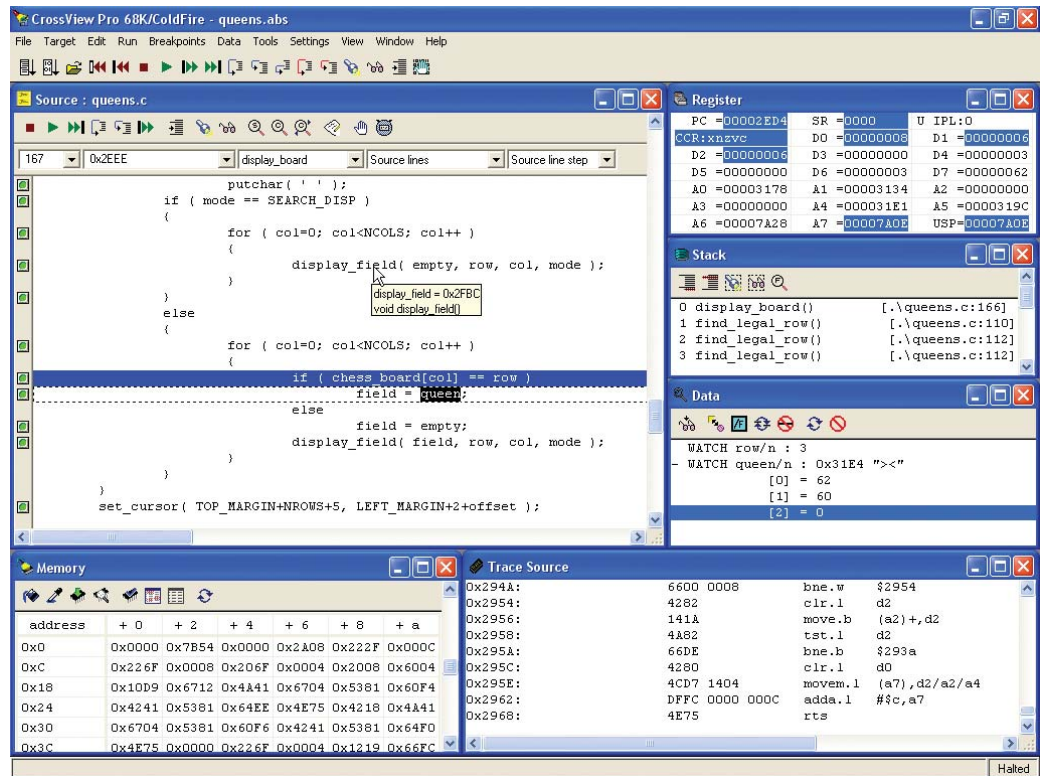 CrossView Pro 68K/ColdFire - queens.abs
File Target Edit Run Breakpoints Data Tools Settings View Window Help
Source : queens.c
167 0x2EEE display_board Source lines Source line step
putchar( ' ' );
if ( mode == SEARCH_DISP )
{
for ( col=0; col<NCOLS; col++ )
{
display_field( empty, row, col, mode );
}
display_field = 0x2FBC
void display_field()
}
else
{
for ( col=0; col<NCOLS; col++ )
{
if ( chess_board[col] == row )
field = queen;
else
field = empty;
display_field( field, row, col, mode );
}
}
}
set_cursor( TOP_MARGIN+NROWS+5, LEFT_MARGIN+2+offset );
Register
PC =00002ED4 SR =0000 U IPL:0
CCR:xnzvc D0 =00000008 D1 =00000006
D2 =00000006 D3 =00000000 D4 =00000003
D5 =00000000 D6 =00000003 D7 =00000062
A0 =00003178 A1 =00003134 A2 =00000000
A3 =00000000 A4 =000031E1 A5 =0000319C
A6 =00007A28 A7 =00007A0E USP=00007A0E
Stack
0 display_board() [.\queens.c:166]
1 find_legal_row() [.\queens.c:110]
2 find_legal_row() [.\queens.c:112]
3 find_legal_row() [.\queens.c:112]
Data
WATCH row/n : 3
- WATCH queen/n : 0x31E4 "><"
[0] = 62
[1] = 60
[2] = 0
Memory
address + 0 + 2 + 4 + 6 + 8 + a
0x0 0x0000 0x7B54 0x0000 0x2A08 0x222F 0x000C
0xC 0x226F 0x0008 0x206F 0x0004 0x2008 0x6004
0x18 0x10D9 0x6712 0x4A41 0x6704 0x5381 0x60F4
0x24 0x4241 0x5381 0x64EE 0x4E75 0x4218 0x4A41
0x30 0x6704 0x5381 0x60F6 0x4241 0x5381 0x64F0
0x3C 0x4E75 0x0000 0x226F 0x0004 0x1219 0x66FC
Trace Source
0x294A: 6600 0008 bne.w $2954
0x2954: 4282 clr.l d2
0x2956: 141A move.b (a2)+,d2
0x2958: 4A82 tst.l d2
0x295A: 66DE bne.b $293a
0x295C: 4280 clr.l d0
0x295E: 4CD7 1404 movem.l (a7),d2/a2/a4
0x2962: DFFC 0000 000C adda.l #$c,a7
0x2968: 4E75 rts
Halted